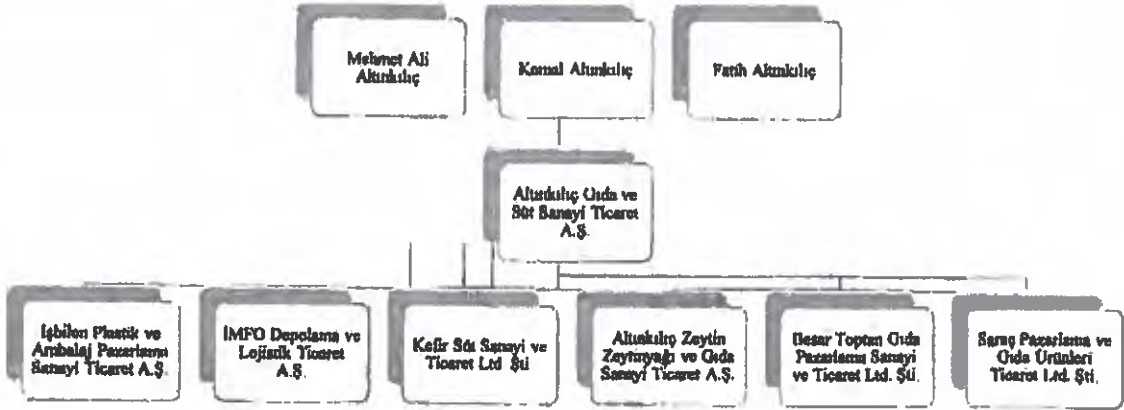 Mehmet Ali
Altınkılıç
Kemal Altınkılıç
Fatih Altınkılıç
Altınkılıç Gıda ve
Süt Sanayi Ticaret
A.Ş.
İşbilen Plastik ve
Ambalaj Pazarlama
Sanayi Ticaret A.Ş.
İMFO Depolama ve
Lojistik Ticaret
A.Ş.
Kefir Süt Sanayi ve
Ticaret Ltd Şti
Altınkılıç Zeytin
Zeytinyağı ve Gıda
Sanayi Ticaret A.Ş.
Toptan Gıda
Pazarlama Sanayi
ve Ticaret Ltd. Şti.
Saraç Pazarlama ve
Gıda Ürünleri
Ticaret Ltd. Şti.